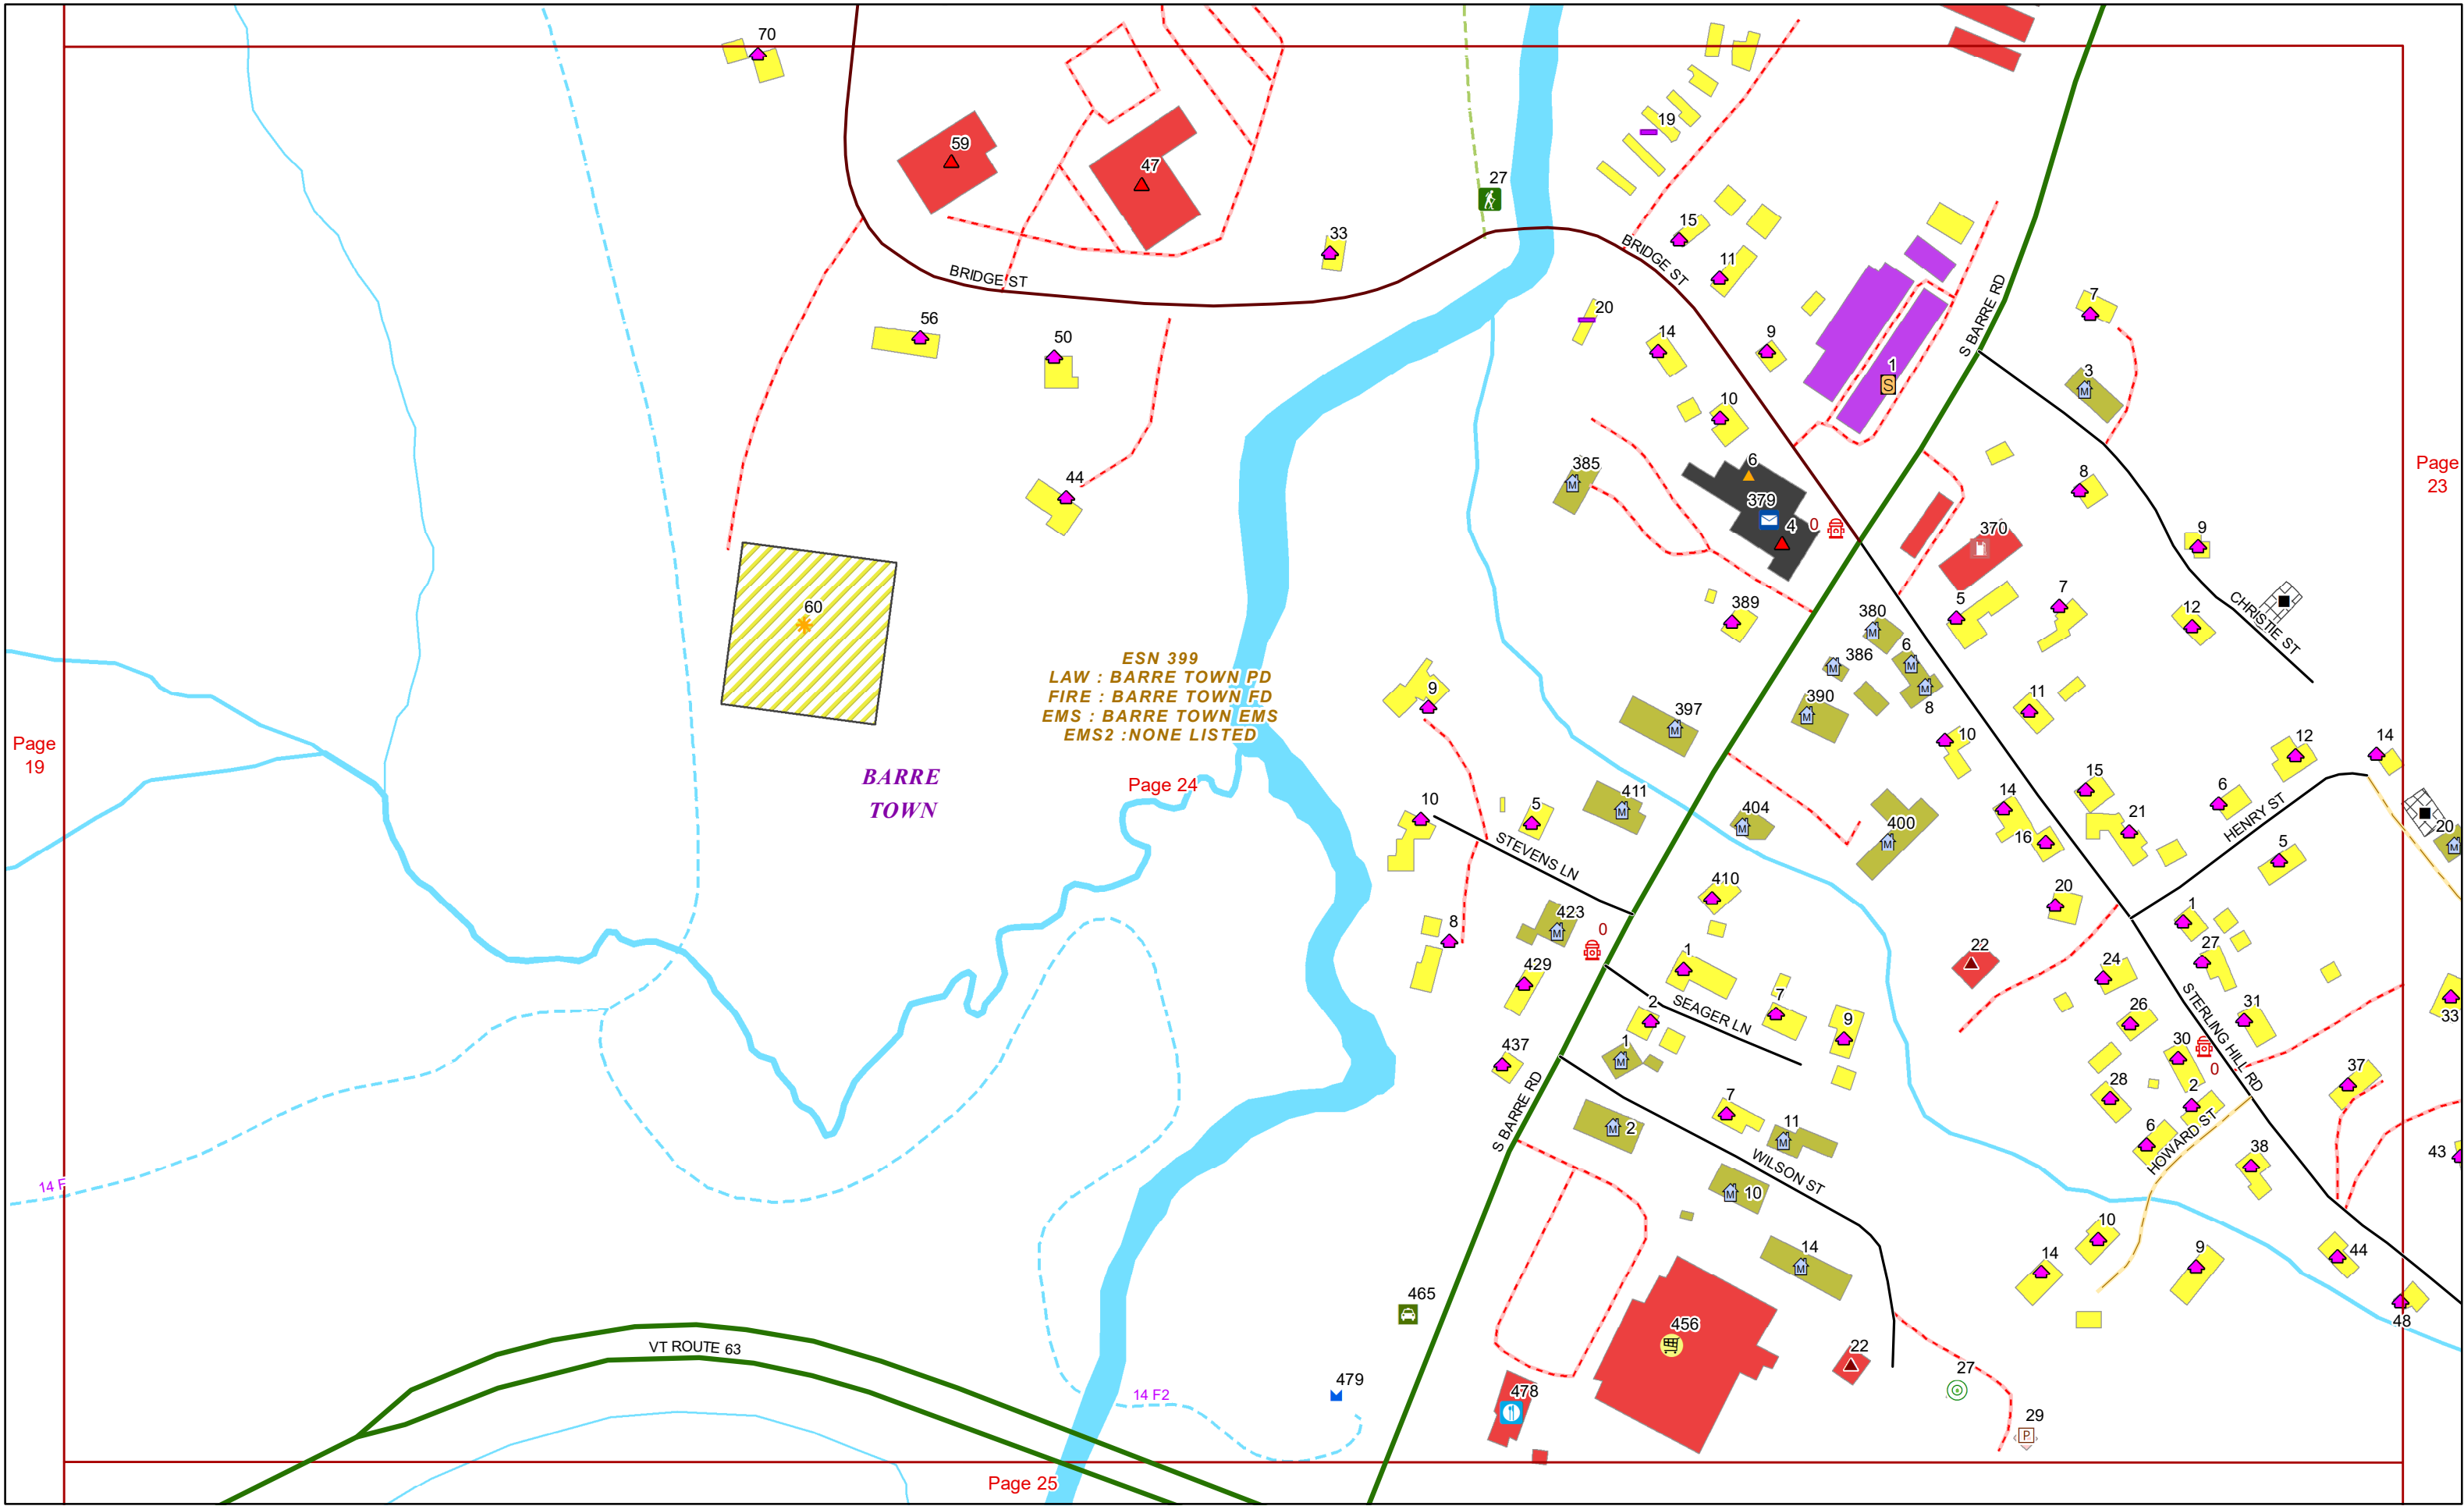 70
59
47
27
19
33
15
11
BRIDGE ST
BRIDGE ST
S BARRE RD
20
14
9
7
56
50
1
S
3
M
10
6
385
M
379
4
0
44
8
Page
23
370
9
60
389
380
M
5
7
12
CHRISTIE ST
6
M
386
M
ESN 399
LAW : BARRE TOWN PD
FIRE : BARRE TOWN FD
EMS : BARRE TOWN EMS
EMS2 :NONE LISTED
9
397
M
390
M
M
8
11
10
12
14
Page
19
BARRE
TOWN
Page 24
10
5
411
M
404
M
400
M
14
16
15
21
6
HENRY ST
5
20
M
STEVENS LN
410
20
1
8
423
M
0
27
429
1
22
24
2
SEAGER LN
7
9
26
31
STERLING HILL RD
33
437
1
M
30
0
37
28
2
S BARRE RD
2
M
7
11
M
6
HOWARD ST
38
43
WILSON ST
14 F
10
M
14
M
10
14
9
44
465
456
48
VT ROUTE 63
22
27
479
14 F2
478
29
P
Page 25